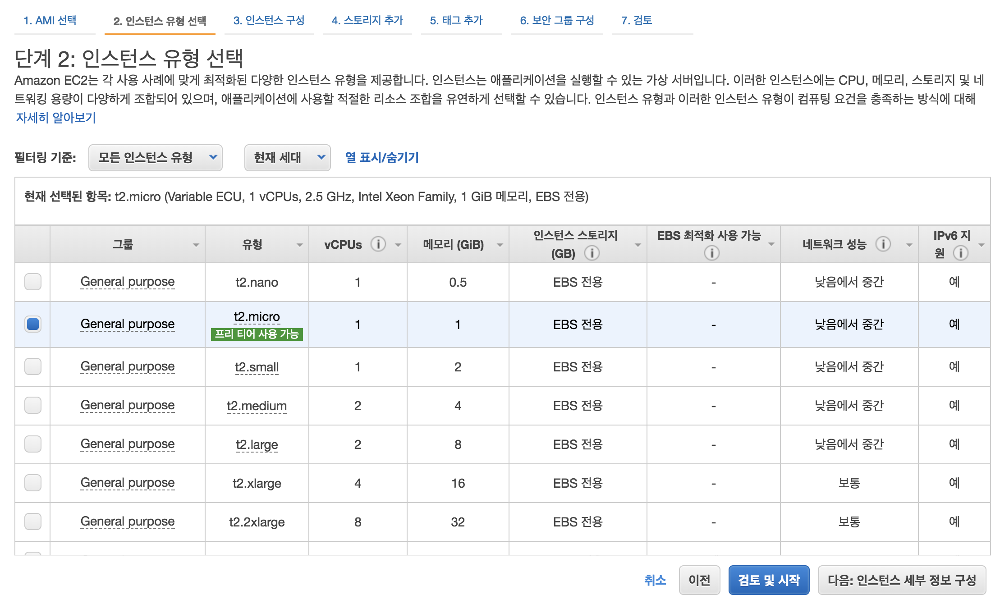 1. AMI 선택 2. 인스턴스 유형 선택 3. 인스턴스 구성 4. 스토리지 추가 5. 태그 추가 6. 보안 그룹 구성 7. 검토
단계 2: 인스턴스 유형 선택
Amazon EC2는 각 사용 사례에 맞게 최적화된 다양한 인스턴스 유형을 제공합니다. 인스턴스는 애플리케이션을 실행할 수 있는 가상 서버입니다. 이러한 인스턴스에는 CPU, 메모리, 스토리지 및 네
트워킹 용량이 다양하게 조합되어 있으며, 애플리케이션에 사용할 적절한 리소스 조합을 유연하게 선택할 수 있습니다. 인스턴스 유형과 이러한 인스턴스 유형이 컴퓨팅 요건을 충족하는 방식에 대해
자세히 알아보기
필터링 기준: 모든 인스턴스 유형 현재 세대 열 표시/숨기기
현재 선택된 항목: t2.micro (Variable ECU, 1 vCPUs, 2.5 GHz, Intel Xeon Family, 1 GiB 메모리, EBS 전용)
그룹 유형 vCPUs 메모리 (GiB) 인스턴스 스토리지 (GB) EBS 최적화 사용 가능 네트워크 성능 IPv6 지원
General purpose t2.nano 1 0.5 EBS 전용 - 낮음에서 중간 예
General purpose t2.micro 프리 티어 사용 가능 1 1 EBS 전용 - 낮음에서 중간 예
General purpose t2.small 1 2 EBS 전용 - 낮음에서 중간 예
General purpose t2.medium 2 4 EBS 전용 - 낮음에서 중간 예
General purpose t2.large 2 8 EBS 전용 - 낮음에서 중간 예
General purpose t2.xlarge 4 16 EBS 전용 - 보통 예
General purpose t2.2xlarge 8 32 EBS 전용 - 보통 예
취소 이전 검토 및 시작 다음: 인스턴스 세부 정보 구성